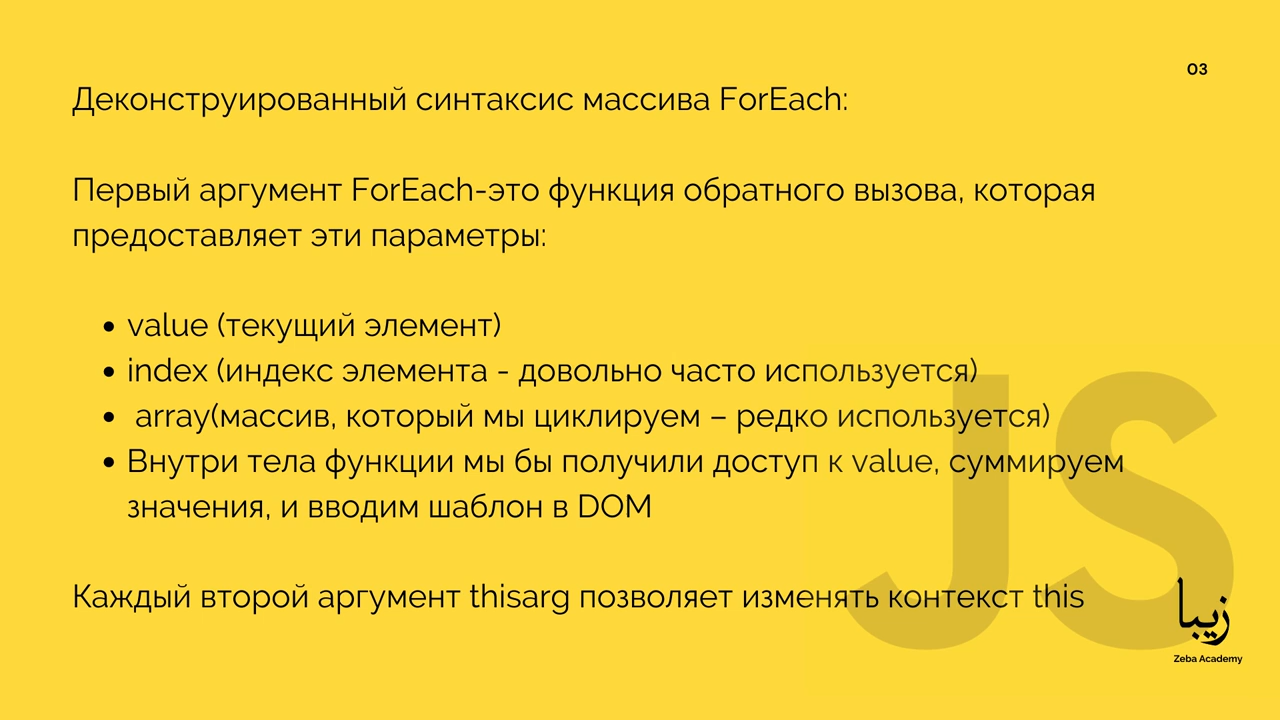 03
Деконструированный синтаксис массива ForEach:
Первый аргумент ForEach-это функция обратного вызова, которая
предоставляет эти параметры:
• value (текущий элемент)
• index (индекс элемента - довольно часто используется)
• array(массив, который мы циклируем – редко используется)
• Внутри тела функции мы бы получили доступ к value, суммируем
значения, и вводим шаблон в DOM
Каждый второй аргумент thisarg позволяет изменять контекст this
JS
زيبا
Zeba Academy